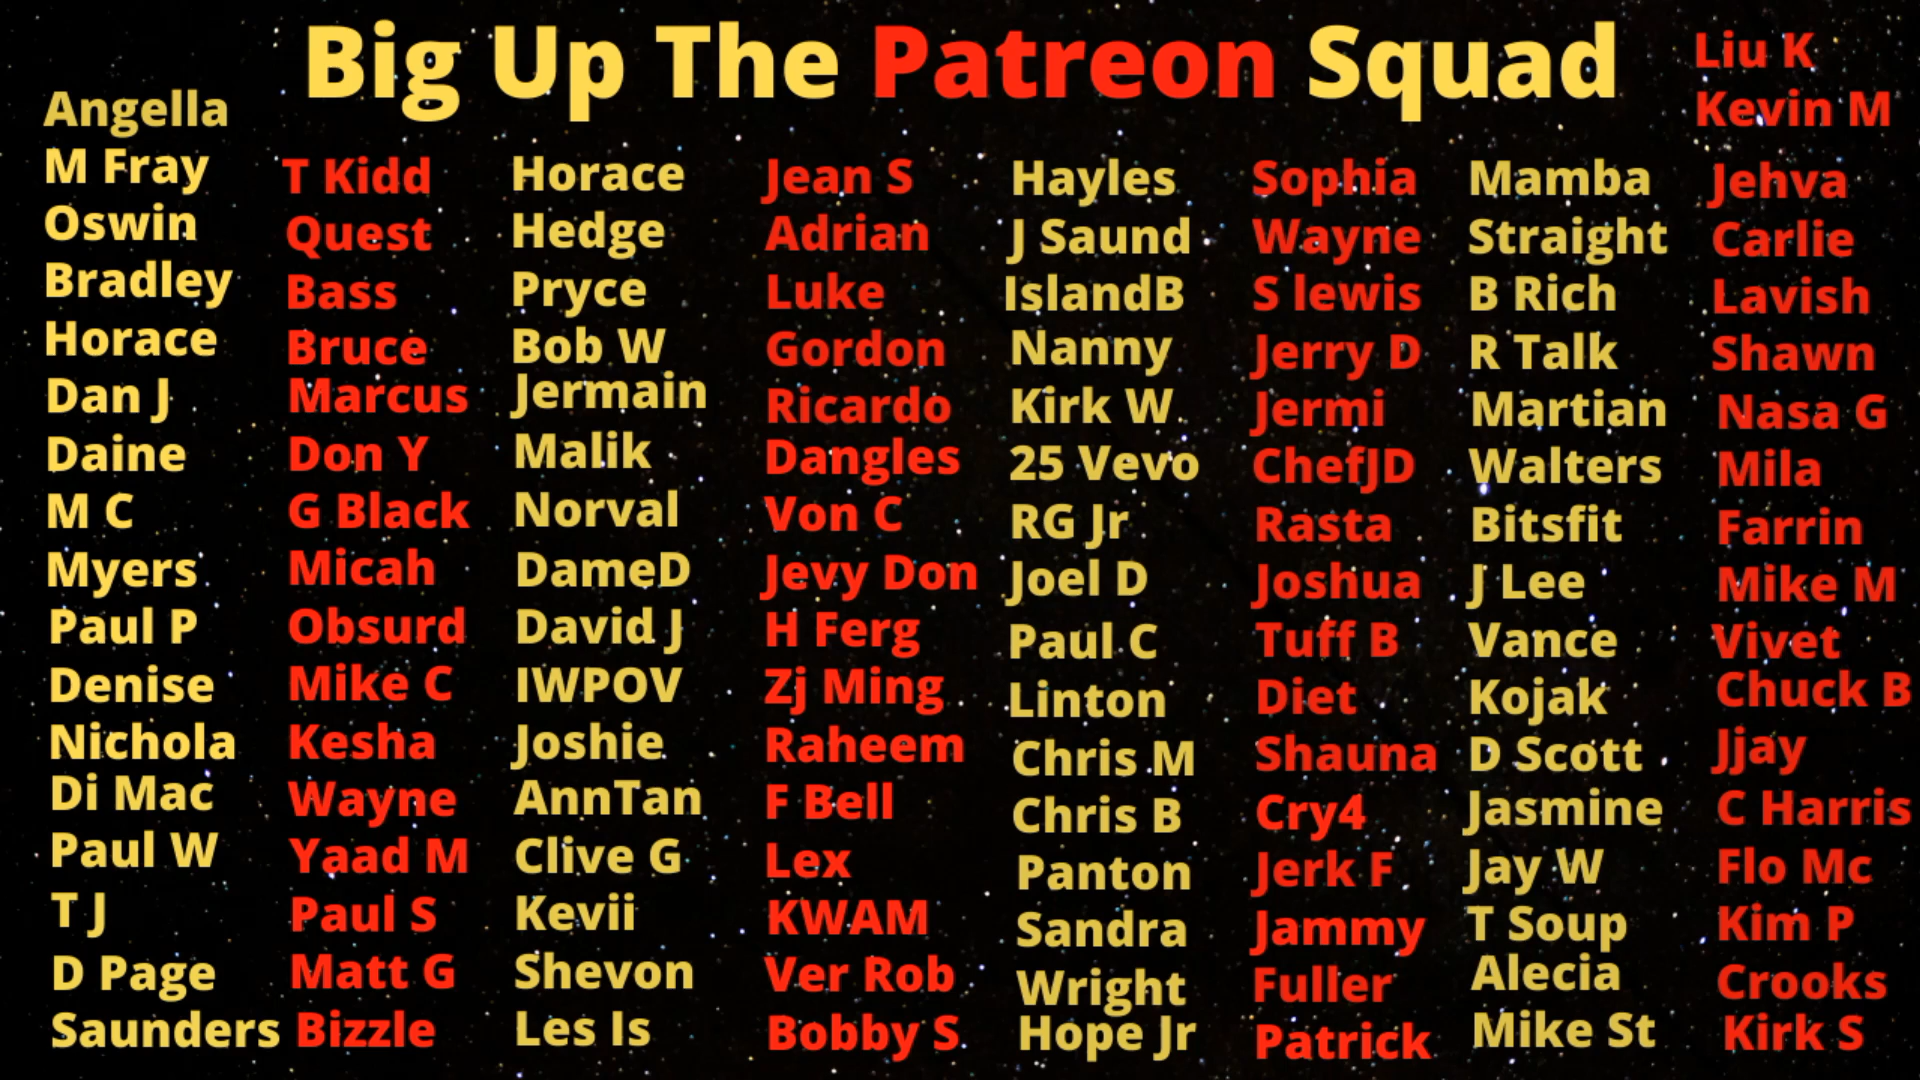 Big Up The Patreon Squad
Angella
M Fray
Oswin
Bradley
Horace
Dan J
Daine
M C
Myers
Paul P
Denise
Nichola
Di Mac
Paul W
T J
D Page
Saunders
T Kidd
Quest
Bass
Bruce
Marcus
Don Y
G Black
Micah
Obsurd
Mike C
Kesha
Wayne
Yaad M
Paul S
Matt G
Bizzle
Horace
Hedge
Pryce
Bob W
Jermain
Malik
Norval
DameD
David J
IWPOV
Joshie
AnnTan
Clive G
Kevii
Shevon
Les Is
Jean S
Adrian
Luke
Gordon
Ricardo
Dangles
Von C
Jevy Don
H Ferg
Zj Ming
Raheem
F Bell
Lex
KWAM
Ver Rob
Bobby S
Hayles
J Saund
IslandB
Nanny
Kirk W
25 Vevo
RG Jr
Joel D
Paul C
Linton
Chris M
Chris B
Panton
Sandra
Wright
Hope Jr
Sophia
Wayne
S lewis
Jerry D
Jermi
ChefJD
Rasta
Joshua
Tuff B
Diet
Shauna
Cry4
Jerk F
Jammy
Fuller
Patrick
Mamba
Straight
B Rich
R Talk
Martian
Walters
Bitsfit
J Lee
Vance
Kojak
D Scott
Jasmine
Jay W
T Soup
Alecia
Mike St
Liu K
Kevin M
Jehva
Carlie
Lavish
Shawn
Nasa G
Mila
Farrin
Mike M
Vivet
Chuck B
Jjay
C Harris
Flo Mc
Kim P
Crooks
Kirk S